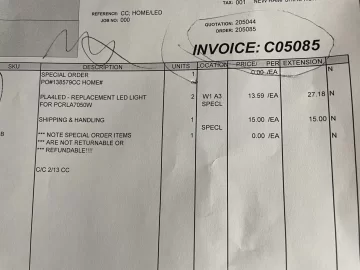 TAX: 001
REFERENCE: CC; HOME/LED
JOB NO: 000
QUOTATION: 205044
ORDER: 205085
INVOICE: C05085
SKU DESCRIPTION UNITS LOCATION PRICE/ PER EXTENSION
SPECIAL ORDER 1 0.00 /EA N
PO#138579CC HOME#
PLA4LED - REPLACEMENT LED LIGHT 2 W1 A3 13.59 /EA 27.18 N
FOR PCRLA7050W SPECL
SHIPPING & HANDLING 1 15.00 /EA 15.00 N
SPECL
*** NOTE SPECIAL ORDER ITEMS 1 0.00 /EA N
*** ARE NOT RETURNABLE OR
*** REFUNDABLE!!!!
C/C 2/13 CC